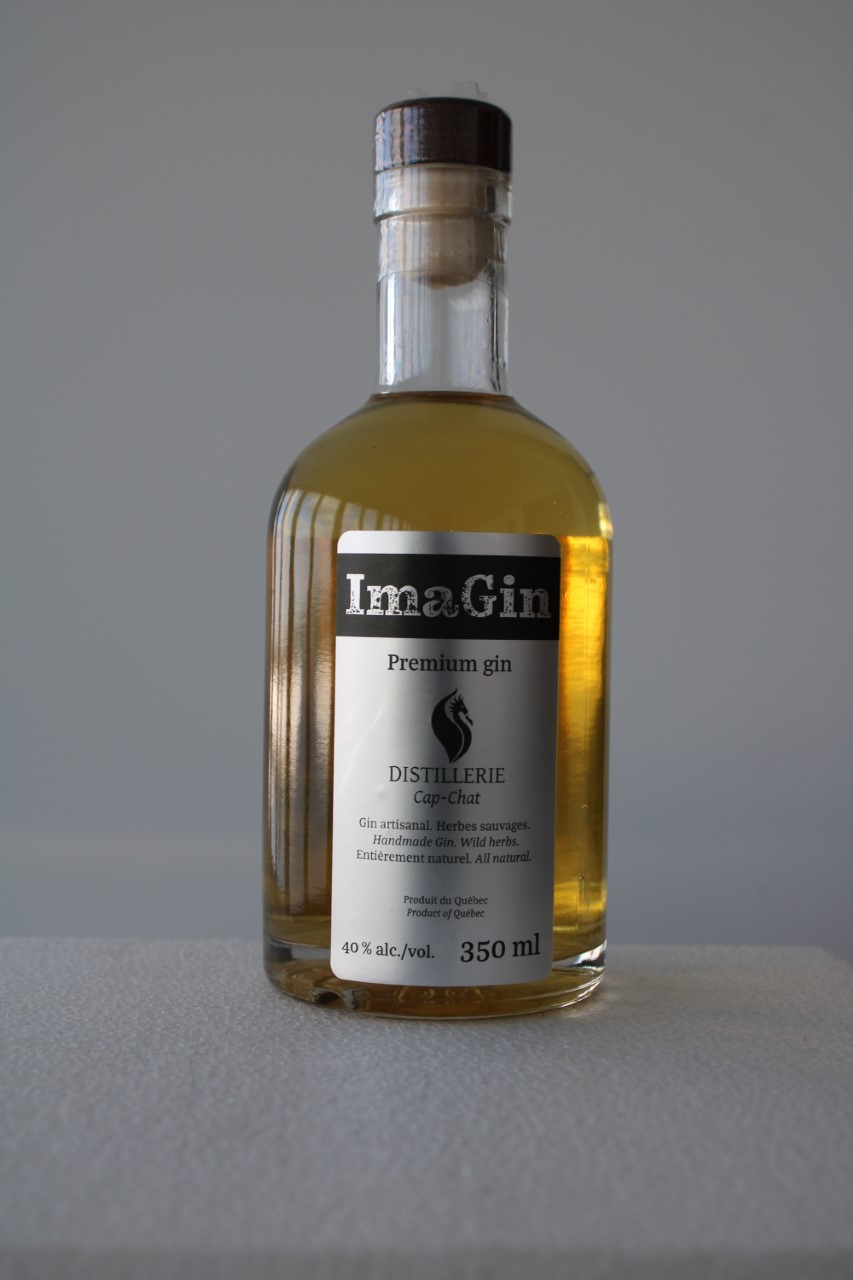 ImaGin
Premium gin
DISTILLERIE
Cap-Chat
Gin artisanal. Herbes sauvages.
Handmade Gin. Wild herbs.
Entièrement naturel. All natural.
Produit du Québec
Product of Québec
40 % alc./vol. 350 ml